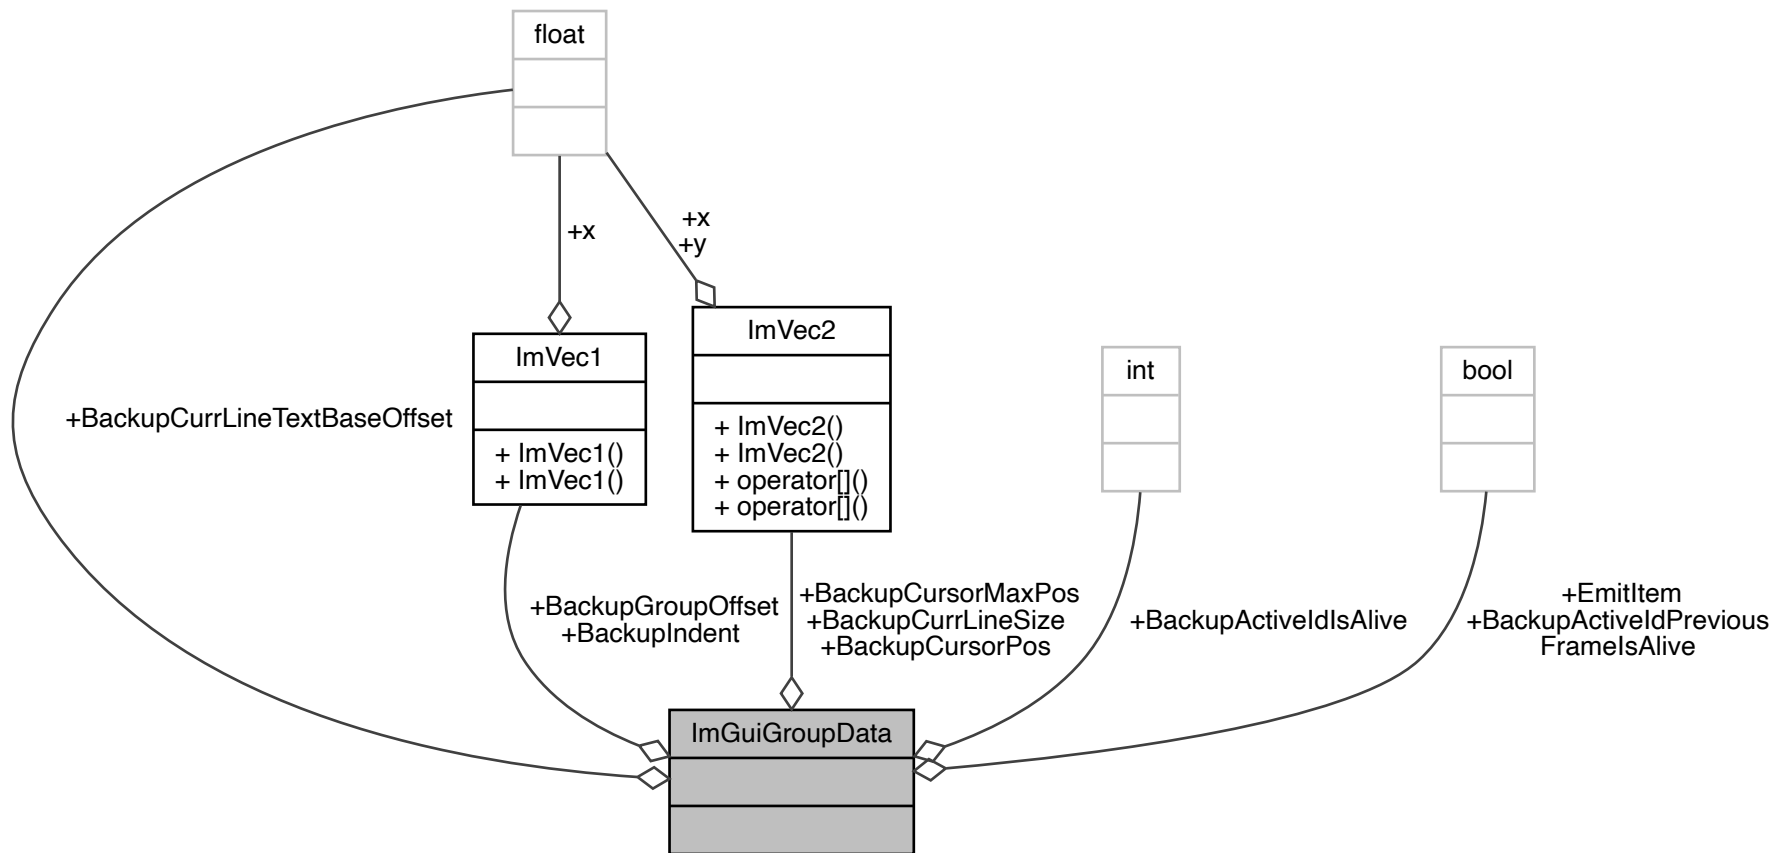 float
+x
+x
+y
ImVec2
ImVec1
int
bool
+BackupCurrLineTextBaseOffset
+ ImVec1()
+ ImVec1()
+ ImVec2()
+ ImVec2()
+ operator[]()
+ operator[]()
+BackupGroupOffset
+BackupIndent
+BackupCursorMaxPos
+BackupCurrLineSize
+BackupCursorPos
+BackupActiveIdIsAlive
+EmitItem
+BackupActiveIdPrevious
FrameIsAlive
ImGuiGroupData